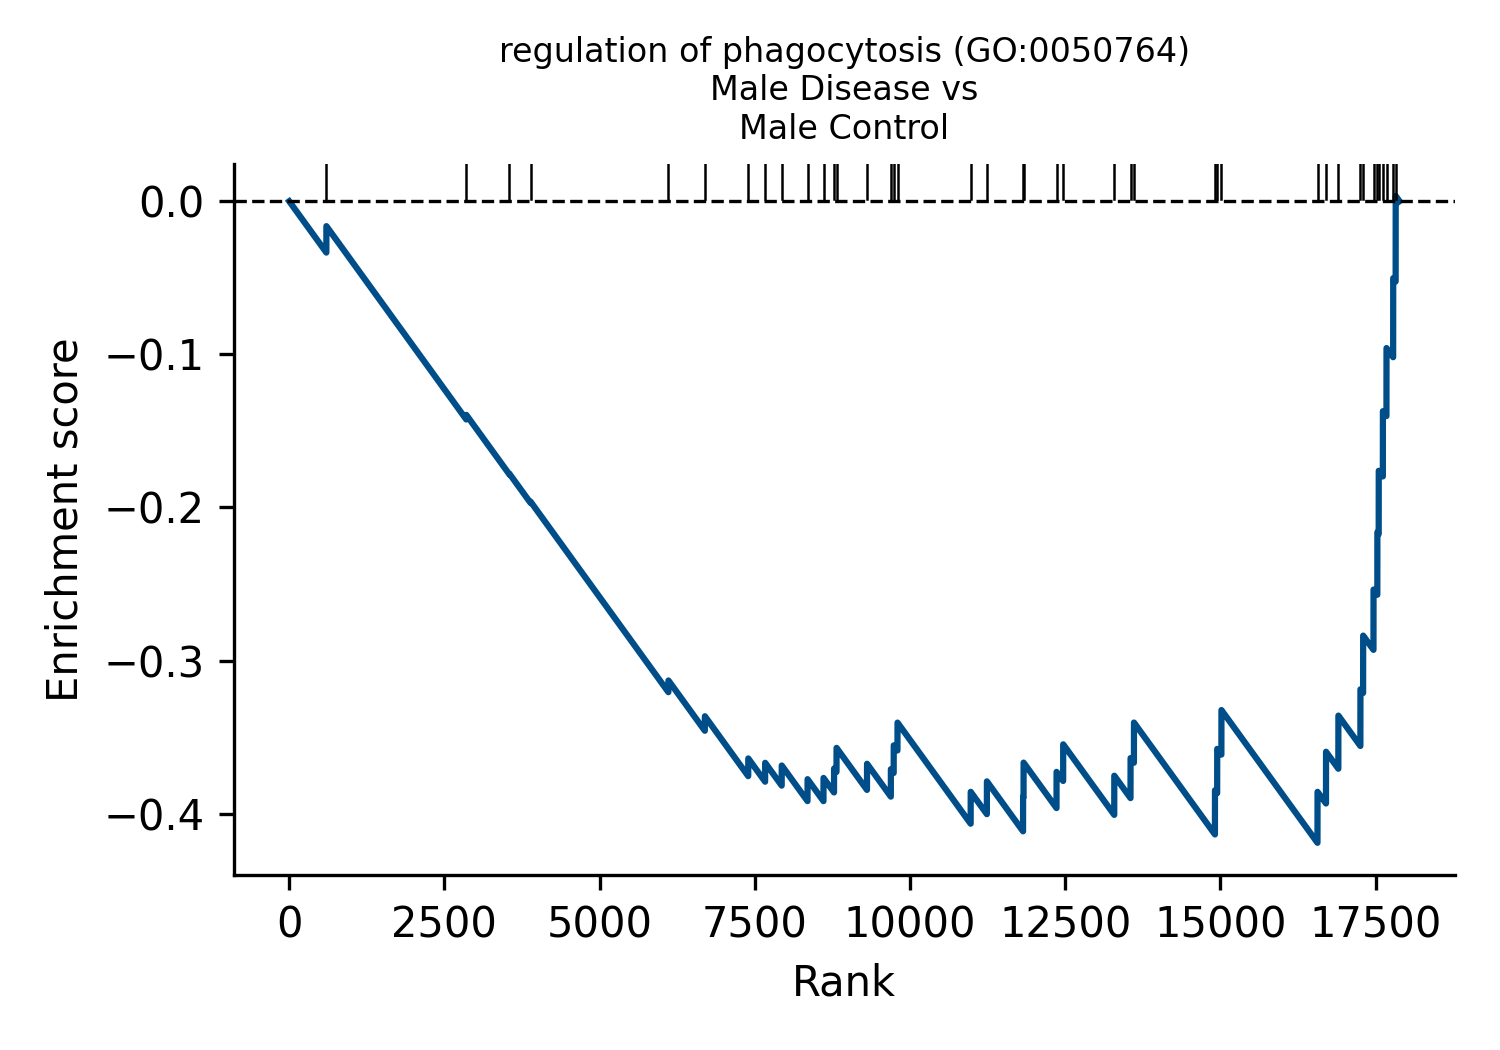 regulation of phagocytosis (GO:0050764)
Male Disease vs
Male Control
0.0
−0.1
−0.2
−0.3
−0.4
Enrichment score
0 2500 5000 7500 10000 12500 15000 17500
Rank